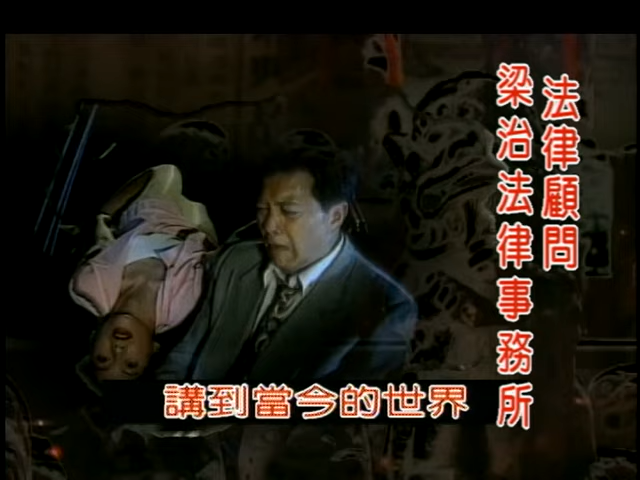 法律顧問
梁治法律事務所
講到當今的世界